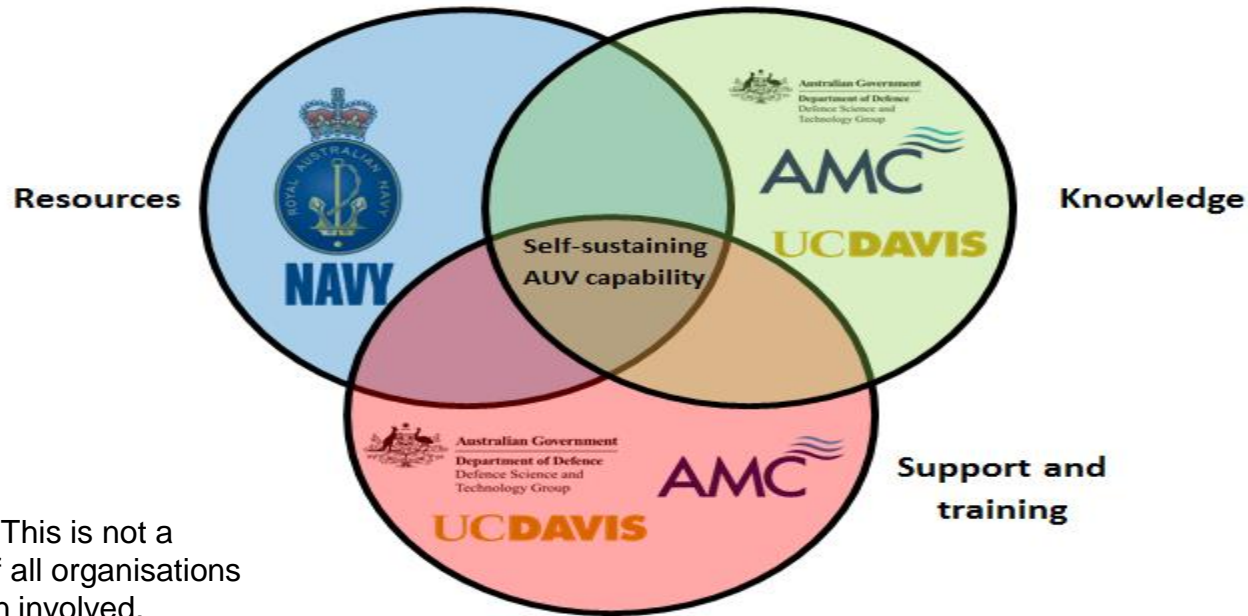 Resources
ROYAL AUSTRALIAN NAVY
NAVY
Australian Government
Department of Defence
Defence Science and
Technology Group
AMC
UCDAVIS
Knowledge
Self-sustaining
AUV capability
Australian Government
Department of Defence
Defence Science and
Technology Group
AMC
UCDAVIS
Support and
training
This is not a
all organisations
involved.